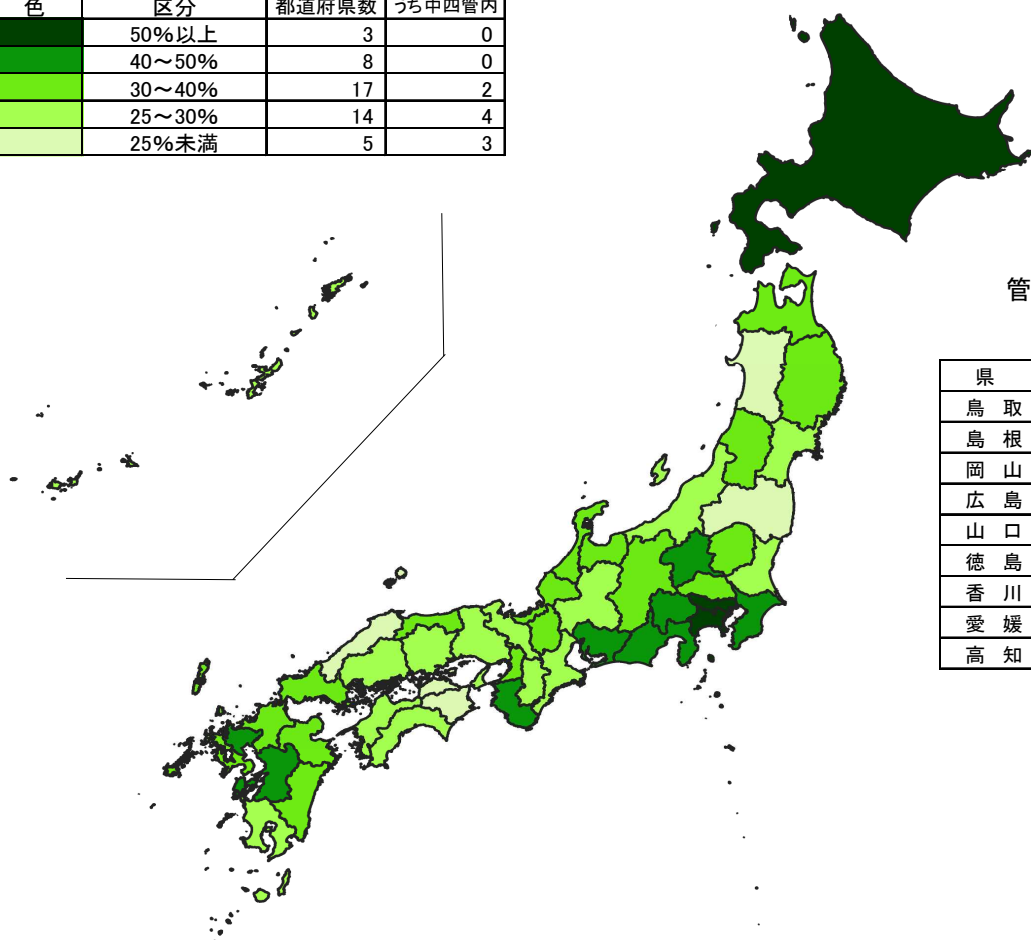 色 区分 都道府県数 うち中四管内
50%以上 3 0
40～50% 8 0
30～40% 17 2
25～30% 14 4
25%未満 5 3
管
県
鳥 取
島 根
岡 山
広 島
山 口
徳 島
香 川
愛 媛
高 知